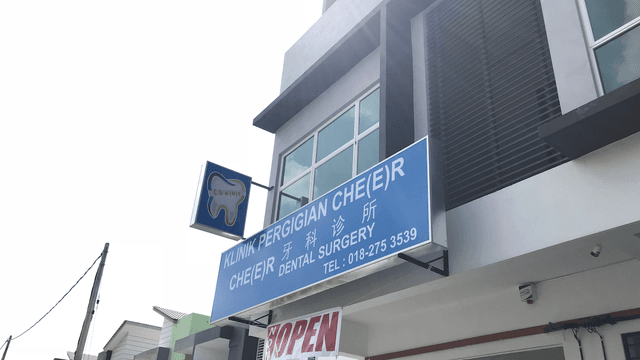 KLINIK PERGIGIAN CHE(E)R
CHE(E)R 牙科诊所
DENTAL SURGERY
TEL : 018-275 3539
OPEN